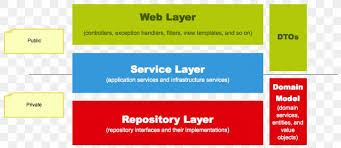 Web Layer
(controllers, exception handlers, filters, view templates, and so on)
DTOs
Public
Service Layer
(application services and infrastructure services)
Private
Repository Layer
(repository interfaces and their implementations)
Domain
Model
(domain
services,
entities, and
value
objects)